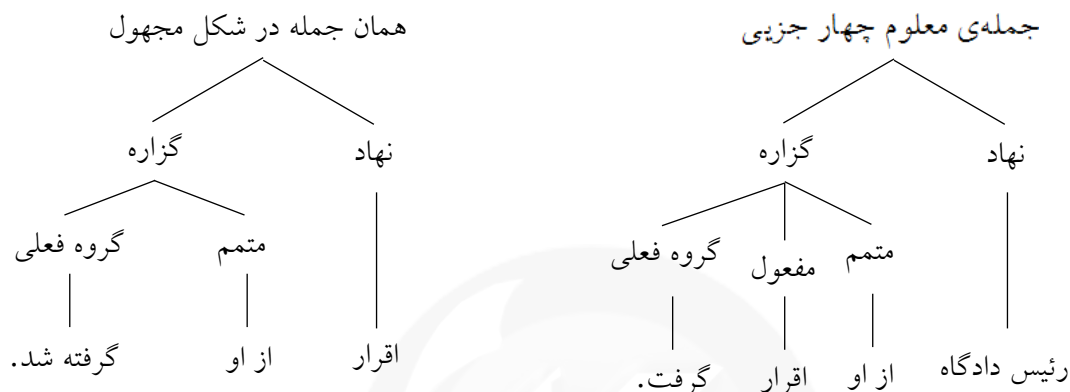 جمله‌ی معلوم چهار جزیی
همان جمله در شکل مجهول
نهاد
گزاره
نهاد
گزاره
متمم
مفعول
گروه فعلی
متمم
گروه فعلی
رئیس دادگاه
از او
اقرار
گرفت.
اقرار
از او
گرفته شد.